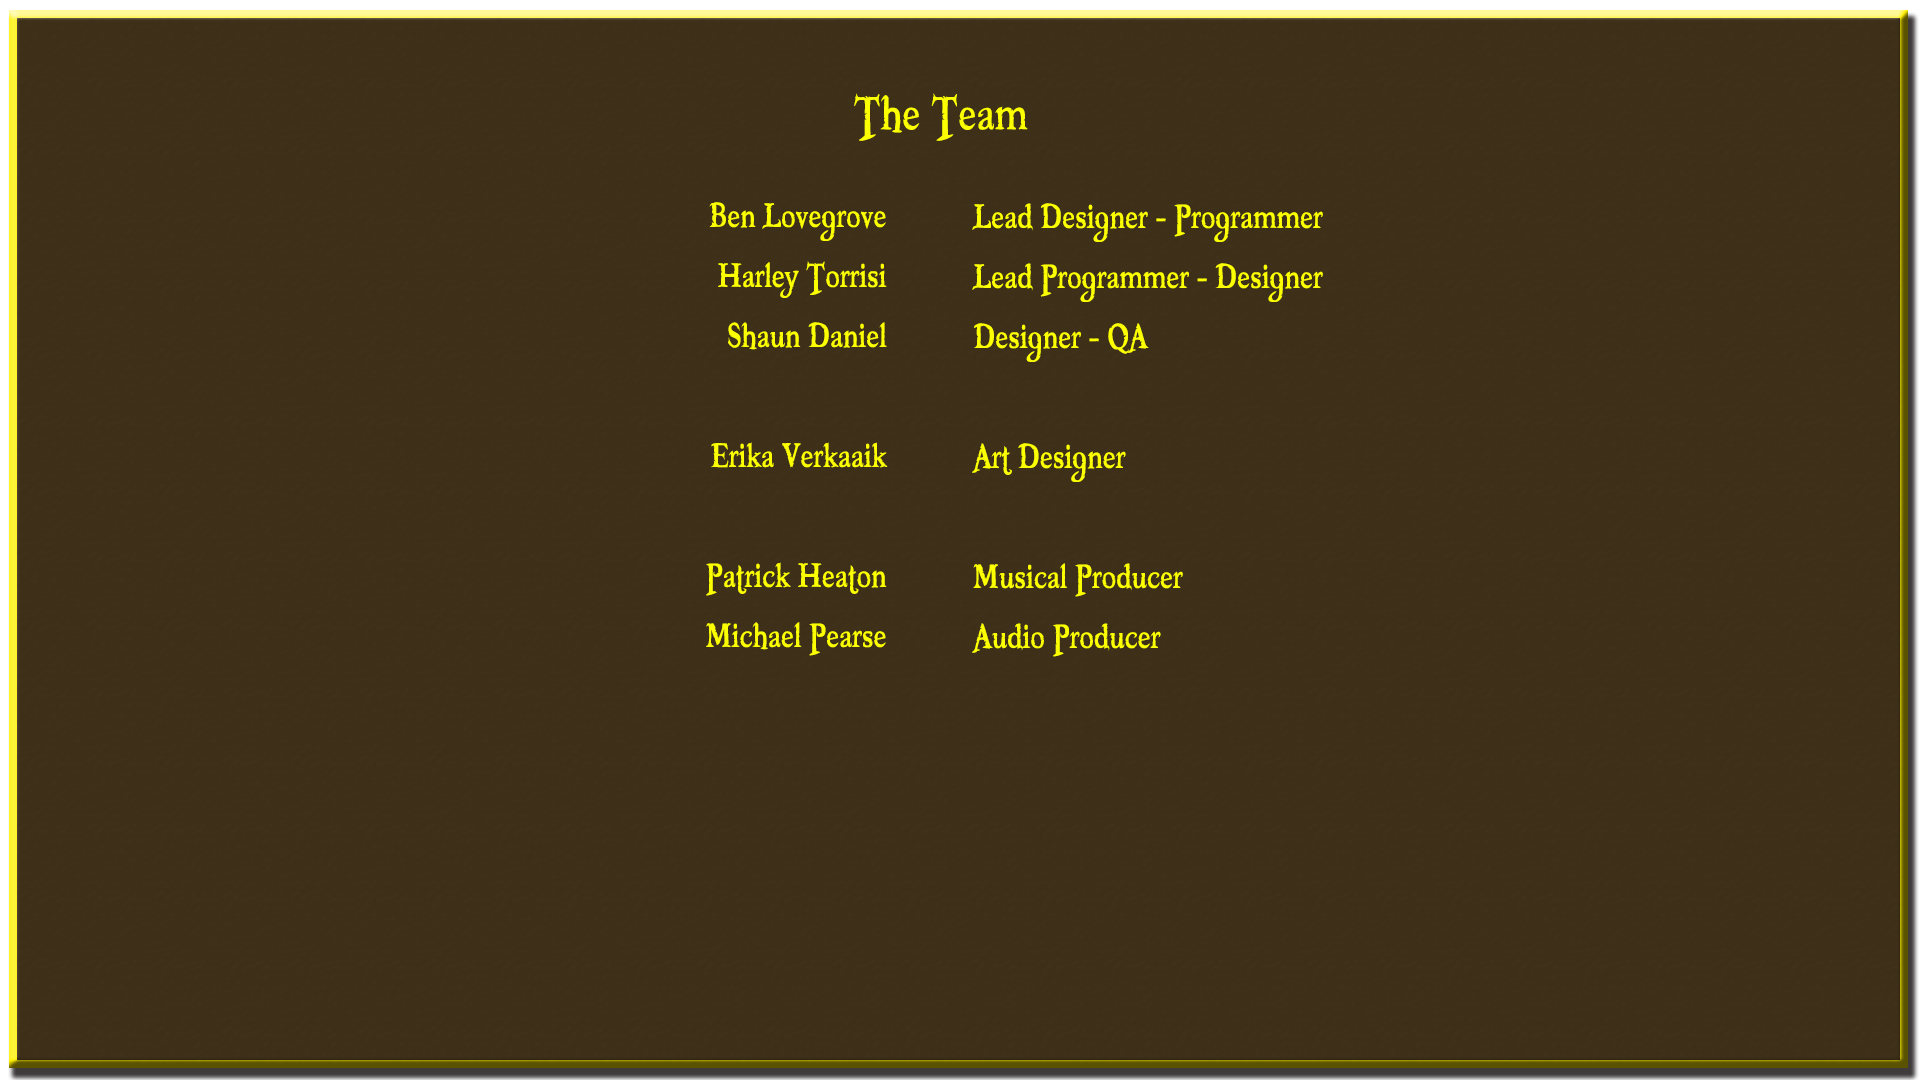 The Team
Ben Lovegrove Lead Designer - Programmer
Harley Torrisi Lead Programmer - Designer
Shaun Daniel Designer - QA
Erika Verkaaik Art Designer
Patrick Heaton Musical Producer
Michael Pearse Audio Producer